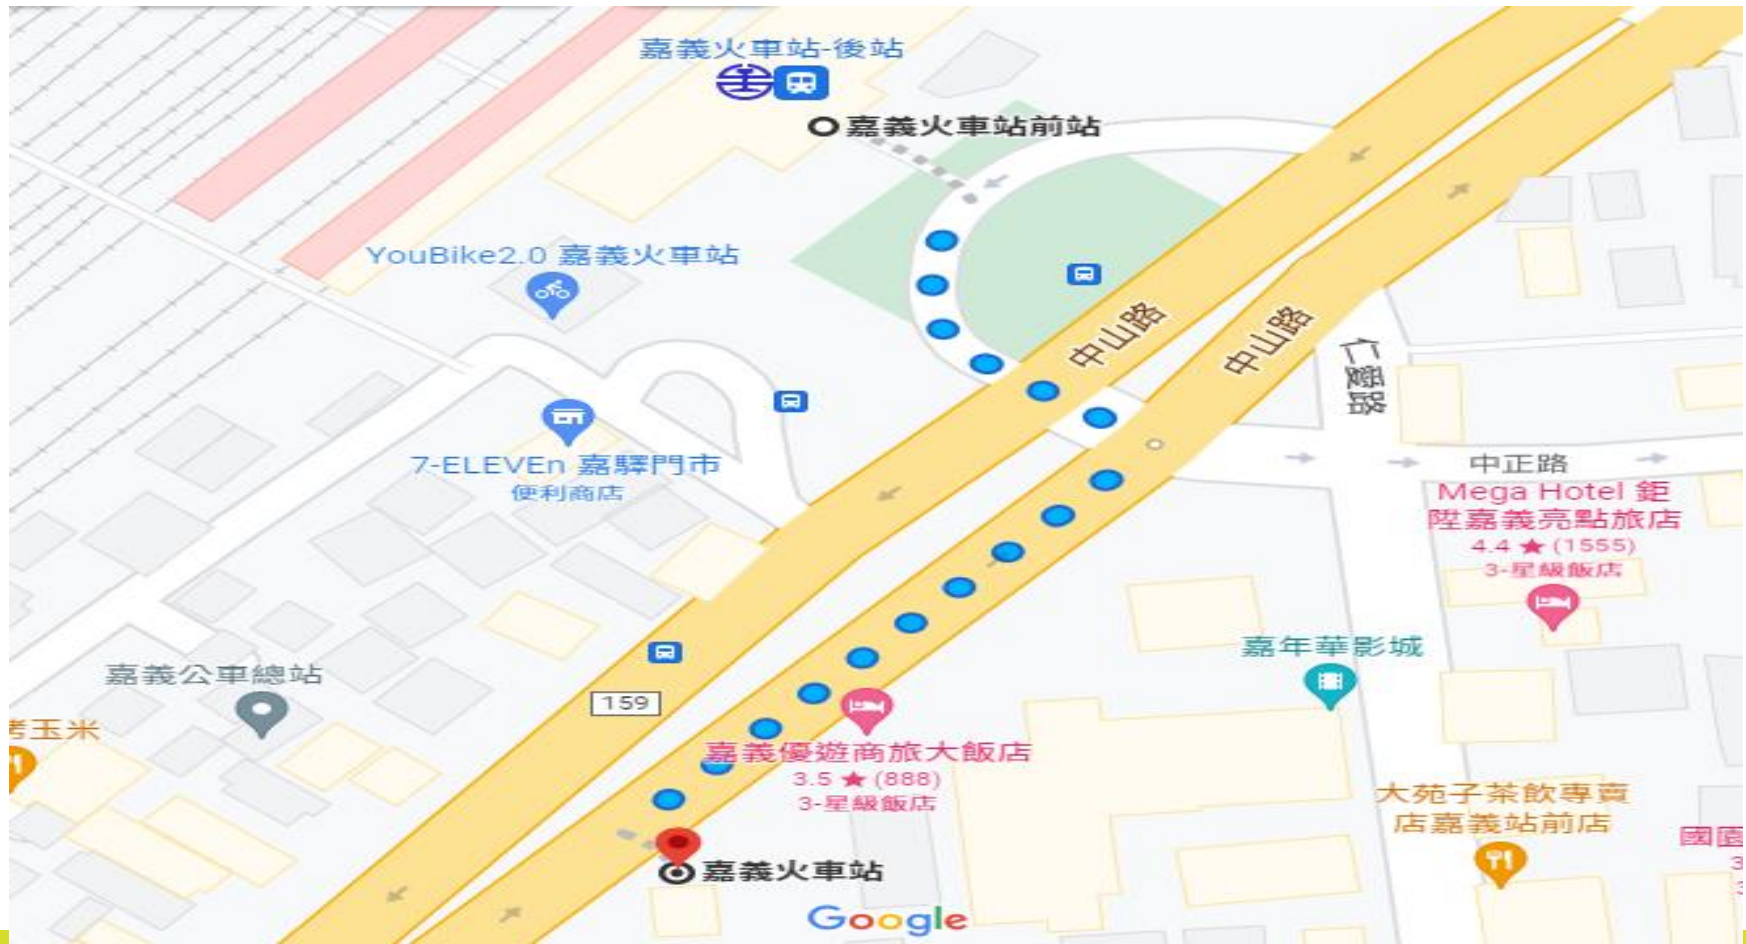 嘉義火車站-後站
嘉義火車站前站
YouBike2.0 嘉義火車站
中山路
中山路
仁愛路
7-ELEVEn 嘉驛門市
便利商店
中正路
Mega Hotel 鉅
陞嘉義亮點旅店
4.4 ★ (1555)
3-星級飯店
嘉年華影城
嘉義公車總站
159
烤玉米
嘉義優遊商旅大飯店
3.5 ★ (888)
3-星級飯店
大苑子茶飲專賣
店嘉義站前店
國園
3
3
嘉義火車站
Google